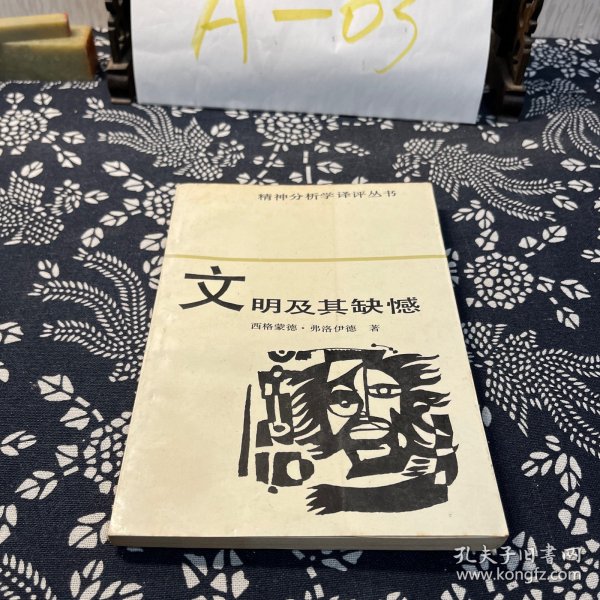 A-05
精神分析学译评丛书
文明及其缺憾
西格蒙德·弗洛伊德 著
孔夫子旧书网
www.kongfz.com